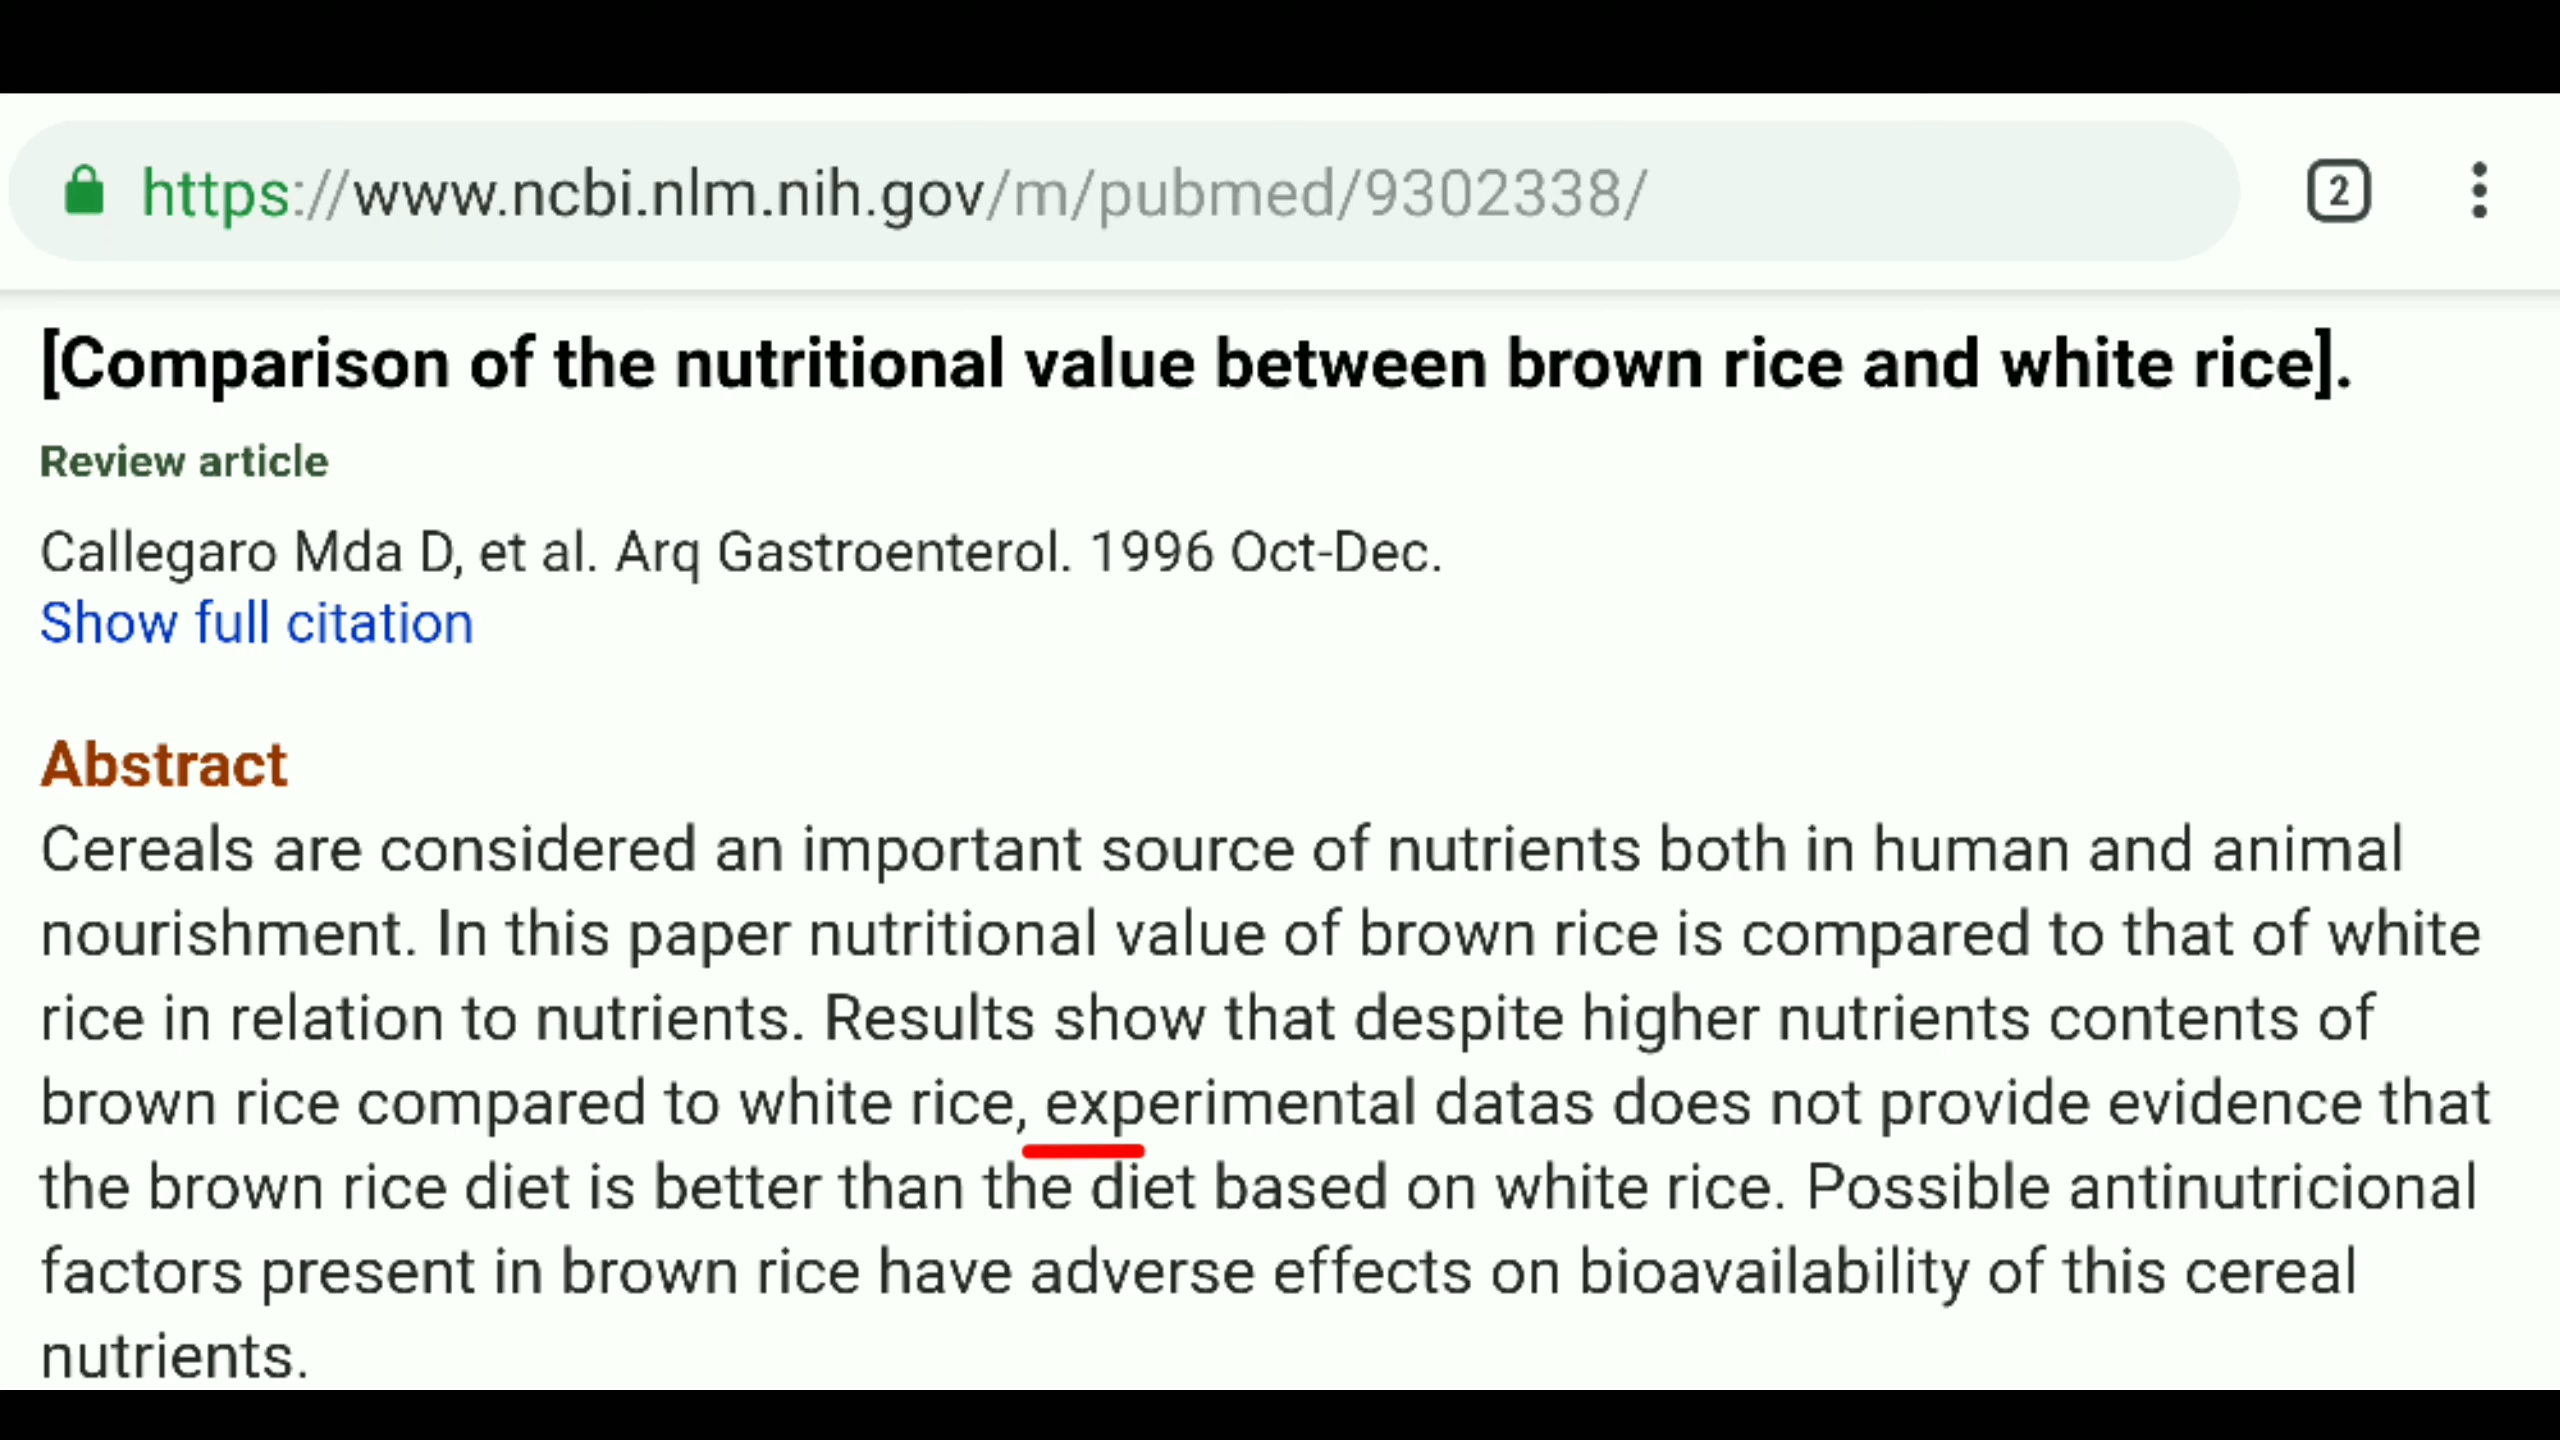 https://www.ncbi.nlm.nih.gov/m/pubmed/9302338/
2
[Comparison of the nutritional value between brown rice and white rice].
Review article
Callegaro Mda D, et al. Arq Gastroenterol. 1996 Oct-Dec.
Show full citation
Abstract
Cereals are considered an important source of nutrients both in human and animal
nourishment. In this paper nutritional value of brown rice is compared to that of white
rice in relation to nutrients. Results show that despite higher nutrients contents of
brown rice compared to white rice, experimental datas does not provide evidence that
the brown rice diet is better than the diet based on white rice. Possible antinutricional
factors present in brown rice have adverse effects on bioavailability of this cereal
nutrients.